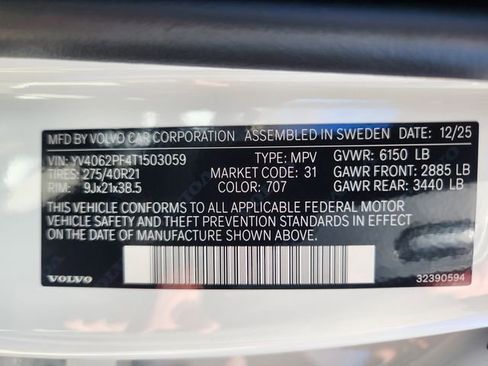 MFD BY VOLVO CAR CORPORATION ASSEMBLED IN SWEDEN DATE: 12/25
VIN: YV4062PF4T1503059 TYPE: MPV GVWR: 6150 LB
TIRES: 275/40R21 MARKET CODE: 31 GAWR FRONT: 2885 LB
RIM: 9Jx21x38.5 COLOR: 707 GAWR REAR: 3440 LB
THIS VEHICLE CONFORMS TO ALL APPLICABLE FEDERAL MOTOR
VEHICLE SAFETY AND THEFT PREVENTION STANDARDS IN EFFECT
ON THE DATE OF MANUFACTURE SHOWN ABOVE.
VOLVO 32390594